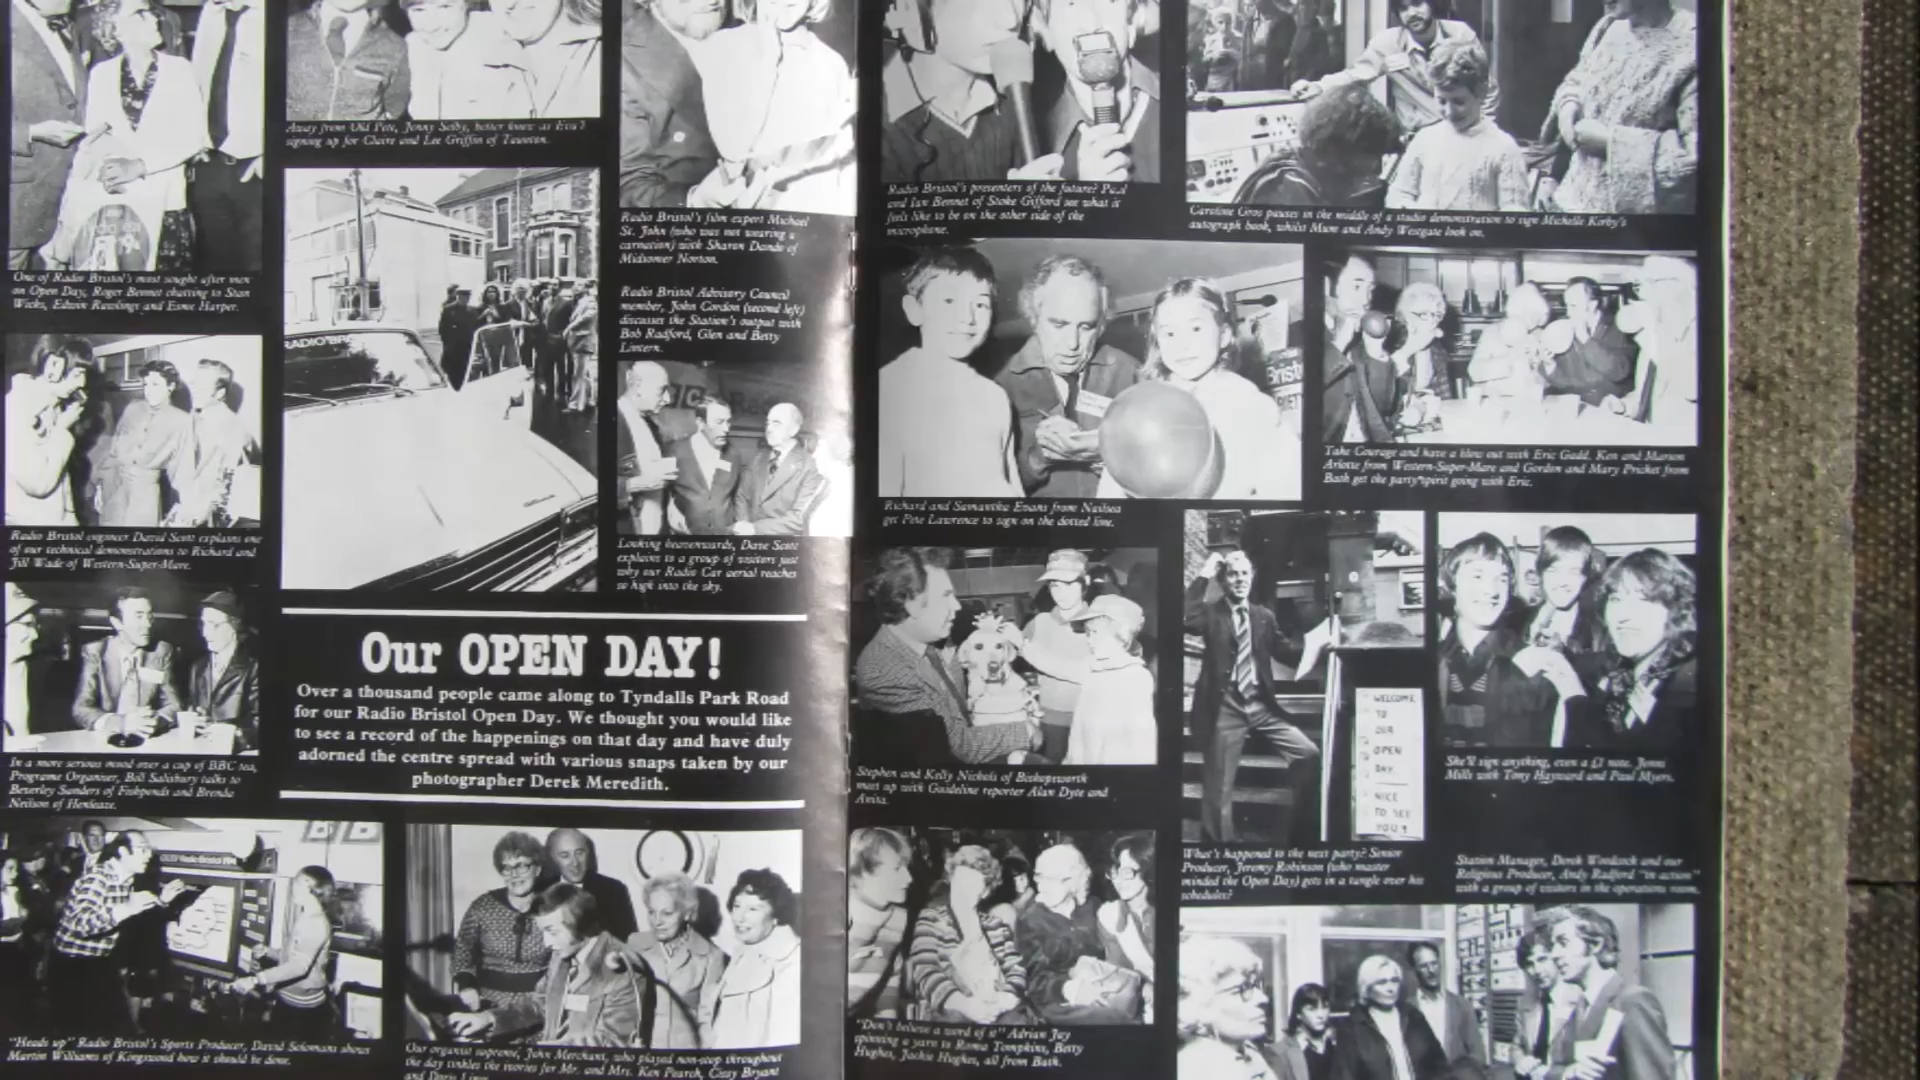 Away from Old Pete, Jenny Selby, better know as Eva?
signing up for Claire and Lee Griffin of Taunton.
One of Radio Bristol's most sought after men
on Open Day, Roger Bennet chatting to Stan
Wicks, Edwin Rawlings and Esme Harper.
Radio Bristol engineer David Scott explains one
of our technical demonstrations to Richard and
Jill Wade of Western-Super-Mare.
In a more serious mood over a cup of BBC tea,
Programe Organiser, Bill Salisbury talks to
Beverley Sanders of Fishponds and Brenda
Neilson of Henleaze.
RADIO BR
Radio Bristol's film expert Michael
St. John (who was not wearing a
carnation) with Sharon Dando of
Midsomer Norton.
Radio Bristol Advisory Council
member, John Gordon (second left)
discusses the Station's output with
Bob Radford, Glen and Betty
Lintern.
Looking heavenwards, Dave Scott
explains to a group of visitors just
why our Radio Car aerial reaches
so high into the sky.
Our OPEN DAY!
Over a thousand people came along to Tyndalls Park Road
for our Radio Bristol Open Day. We thought you would like
to see a record of the happenings on that day and have duly
adorned the centre spread with various snaps taken by our
photographer Derek Meredith.
"Heads up" Radio Bristol's Sports Producer, David Solomans shows
Martin Williams of Kingswood how it should be done.
Our organist supreme, John Merchant, who played non-stop throughout
the day tinkles the ivories for Mr. and Mrs. Ken Pearch, Cissy Bryant
and Doris
Radio Bristol's presenters of the future? Paul
and Ian Bennet of Stoke Gifford see what it
feels like to be on the other side of the
microphone.
Caroline Gros pauses in the middle of a studio demonstration to sign Michelle Kerby's
autograph book, whilst Mum and Andy Westgate look on.
Richard and Samantha Evans from Nailsea
get Pete Lawrence to sign on the dotted line.
Take Courage and have a blow out with Eric Gadd. Ken and Marion
Arlotte from Western-Super-Mare and Gordon and Mary Pricket from
Bath get the party spirit going with Eric.
Stephen and Kelly Nichols of Bishopsworth
meet up with Guideline reporter Alan Dyte and
Anita.
WELCOME
TO
OUR
OPEN
DAY
NICE
TO SEE
YOU!
She'll sign anything, even a £1 note. Jenni
Mills with Tony Hayward and Paul Myers.
What's happened to the next party? Senior
Producer, Jeremy Robinson (who master
minded the Open Day) gets in a tangle over his
schedules?
Station Manager, Derek Woodcock and our
Religious Producer, Andy Radford "in action"
with a group of visitors in the operations room.
"Don't believe a word of it" Adrian Jay
spinning a yarn to Roma Tompkins, Betty
Hughes, Jackie Hughes, all from Bath.